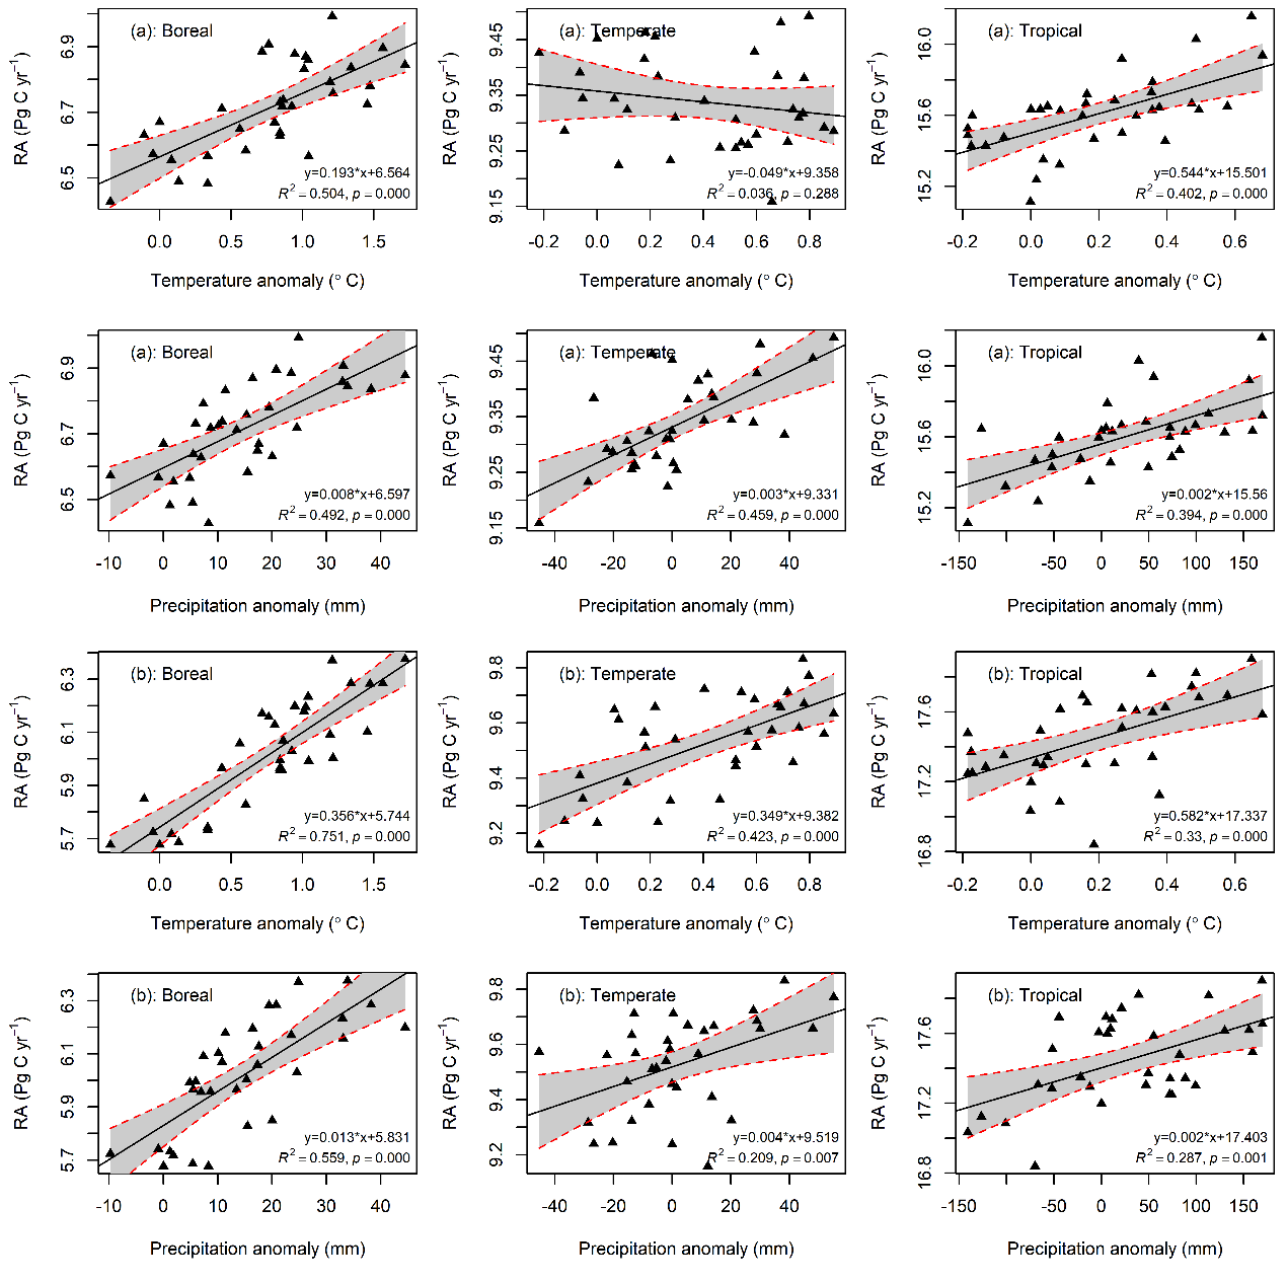 (a): Boreal
RA (Pg C yr⁻¹)
6.5 6.7 6.9
y=0.193*x+6.564
R² = 0.504, p = 0.000
0.0 0.5 1.0 1.5
Temperature anomaly (° C)
(a): Temperate
RA (Pg C yr⁻¹)
9.15 9.25 9.35 9.45
y=-0.049*x+9.358
R² = 0.036, p = 0.288
-0.2 0.0 0.2 0.4 0.6 0.8
Temperature anomaly (° C)
(a): Tropical
RA (Pg C yr⁻¹)
15.2 15.6 16.0
y=0.544*x+15.501
R² = 0.402, p = 0.000
-0.2 0.0 0.2 0.4 0.6
Temperature anomaly (° C)
(a): Boreal
RA (Pg C yr⁻¹)
6.5 6.7 6.9
y=0.008*x+6.597
R² = 0.492, p = 0.000
-10 0 10 20 30 40
Precipitation anomaly (mm)
(a): Temperate
RA (Pg C yr⁻¹)
9.15 9.25 9.35 9.45
y=0.003*x+9.331
R² = 0.459, p = 0.000
-40 -20 0 20 40
Precipitation anomaly (mm)
(a): Tropical
RA (Pg C yr⁻¹)
15.2 15.6 16.0
y=0.002*x+15.56
R² = 0.394, p = 0.000
-150 -50 0 50 100 150
Precipitation anomaly (mm)
(b): Boreal
RA (Pg C yr⁻¹)
5.7 5.9 6.1 6.3
y=0.356*x+5.744
R² = 0.751, p = 0.000
0.0 0.5 1.0 1.5
Temperature anomaly (° C)
(b): Temperate
RA (Pg C yr⁻¹)
9.2 9.4 9.6 9.8
y=0.349*x+9.382
R² = 0.423, p = 0.000
-0.2 0.0 0.2 0.4 0.6 0.8
Temperature anomaly (° C)
(b): Tropical
RA (Pg C yr⁻¹)
16.8 17.2 17.6
y=0.582*x+17.337
R² = 0.33, p = 0.000
-0.2 0.0 0.2 0.4 0.6
Temperature anomaly (° C)
(b): Boreal
RA (Pg C yr⁻¹)
5.7 5.9 6.1 6.3
y=0.013*x+5.831
R² = 0.559, p = 0.000
-10 0 10 20 30 40
Precipitation anomaly (mm)
(b): Temperate
RA (Pg C yr⁻¹)
9.2 9.4 9.6 9.8
y=0.004*x+9.519
R² = 0.209, p = 0.007
-40 -20 0 20 40
Precipitation anomaly (mm)
(b): Tropical
RA (Pg C yr⁻¹)
16.8 17.2 17.6
y=0.002*x+17.403
R² = 0.287, p = 0.001
-150 -50 0 50 100 150
Precipitation anomaly (mm)